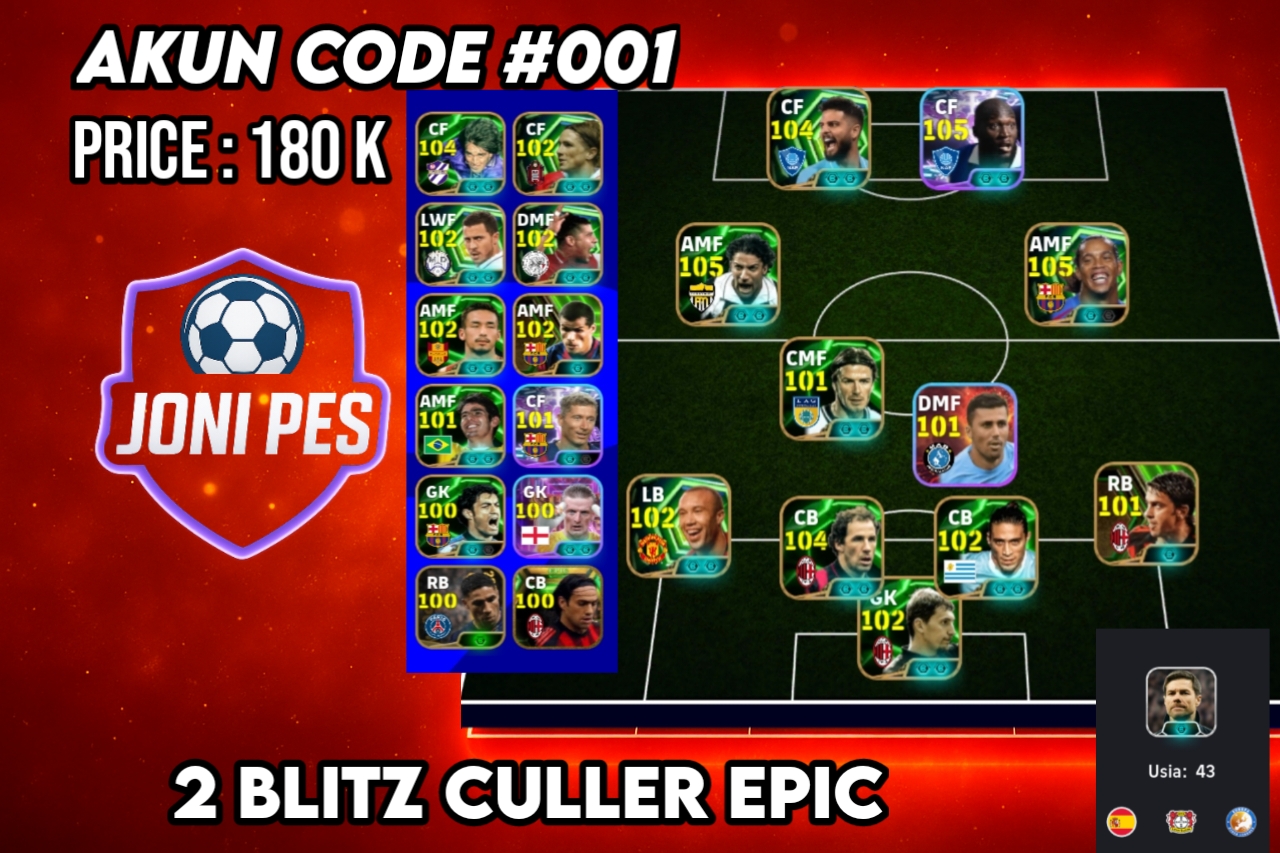 AKUN CODE #001
PRICE : 180 K
JONI PES
CF
104
CF
102
LWF
102
DMF
102
AMF
102
AMF
102
AMF
101
CF
101
GK
100
GK
100
RB
100
CB
100
CF
104
CF
105
AMF
105
AMF
105
CMF
101
DMF
101
LB
102
CB
104
CB
102
RB
101
GK
102
Usia: 43
2 BLITZ CULLER EPIC